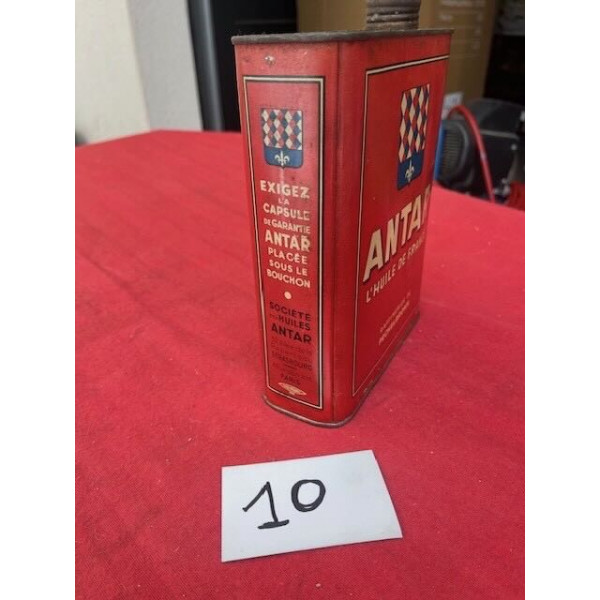 EXIGEZ
LA
CAPSULE
DE GARANTIE
ANTAR
PLACÉE
SOUS LE
BOUCHON
SOCIÉTÉ
DES HUILES
ANTAR
STRASBOURG
PARIS
ANTAR
L'HUILE DE FRANCE
10